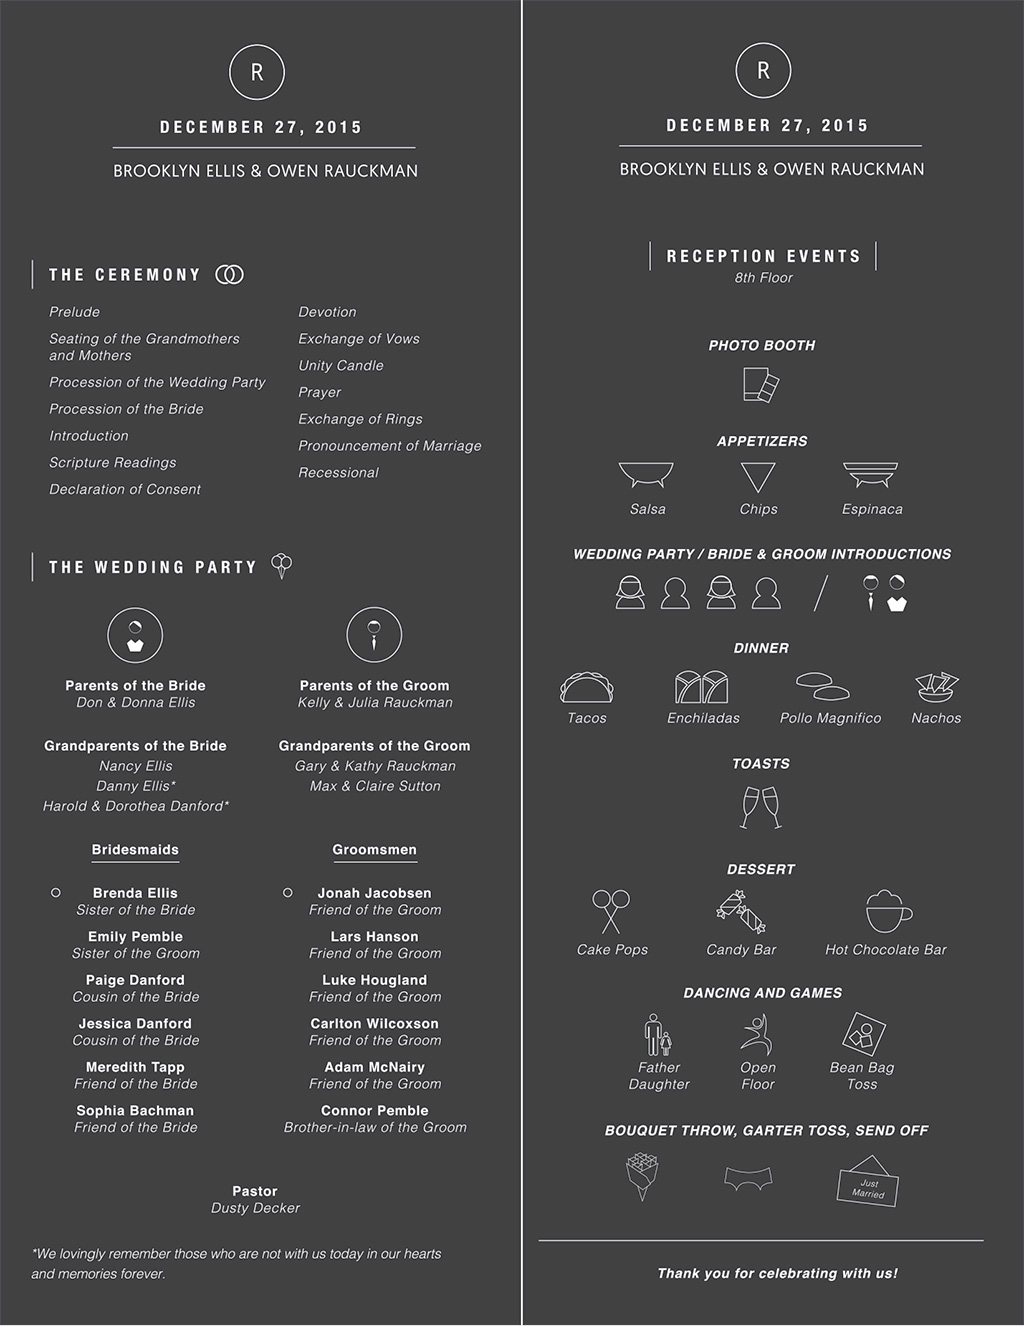 R
DECEMBER 27, 2015
BROOKLYN ELLIS & OWEN RAUCKMAN
THE CEREMONY
Prelude
Seating of the Grandmothers
and Mothers
Procession of the Wedding Party
Procession of the Bride
Introduction
Scripture Readings
Declaration of Consent
Devotion
Exchange of Vows
Unity Candle
Prayer
Exchange of Rings
Pronouncement of Marriage
Recessional
THE WEDDING PARTY
Parents of the Bride
Don & Donna Ellis
Parents of the Groom
Kelly & Julia Rauckman
Grandparents of the Bride
Nancy Ellis
Danny Ellis*
Harold & Dorothea Danford*
Grandparents of the Groom
Gary & Kathy Rauckman
Max & Claire Sutton
Bridesmaids
Brenda Ellis
Sister of the Bride
Emily Pemble
Sister of the Groom
Paige Danford
Cousin of the Bride
Jessica Danford
Cousin of the Bride
Meredith Tapp
Friend of the Bride
Sophia Bachman
Friend of the Bride
Groomsmen
Jonah Jacobsen
Friend of the Groom
Lars Hanson
Friend of the Groom
Luke Hougland
Friend of the Groom
Carlton Wilcoxson
Friend of the Groom
Adam McNairy
Friend of the Groom
Connor Pemble
Brother-in-law of the Groom
Pastor
Dusty Decker
*We lovingly remember those who are not with us today in our hearts
and memories forever.
R
DECEMBER 27, 2015
BROOKLYN ELLIS & OWEN RAUCKMAN
RECEPTION EVENTS
8th Floor
PHOTO BOOTH
APPETIZERS
Salsa
Chips
Espinaca
WEDDING PARTY / BRIDE & GROOM INTRODUCTIONS
DINNER
Tacos
Enchiladas
Pollo Magnifico
Nachos
TOASTS
DESSERT
Cake Pops
Candy Bar
Hot Chocolate Bar
DANCING AND GAMES
Father
Daughter
Open
Floor
Bean Bag
Toss
BOUQUET THROW, GARTER TOSS, SEND OFF
Just
Married
Thank you for celebrating with us!